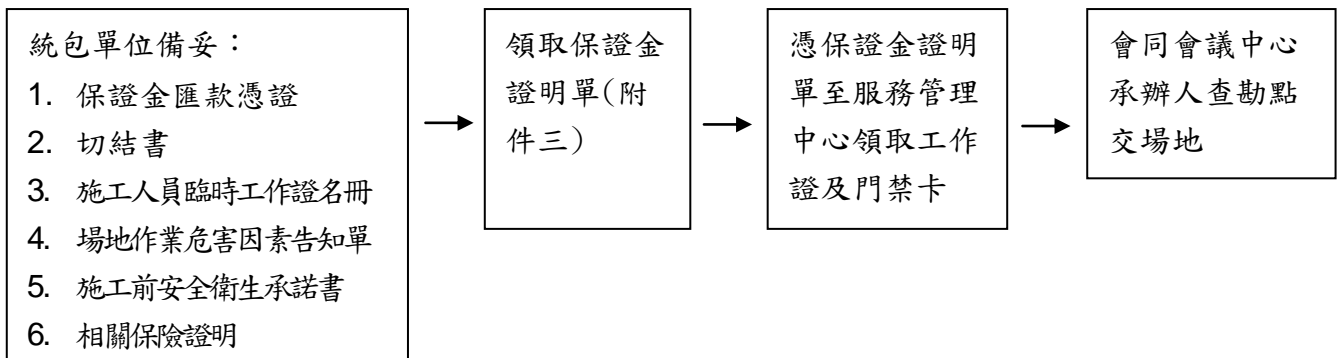 統包單位備妥：
1. 保證金匯款憑證
2. 切結書
3. 施工人員臨時工作證名冊
4. 場地作業危害因素告知單
5. 施工前安全衛生承諾書
6. 相關保險證明
領取保證金
證明單(附
件三)
憑保證金證明
單至服務管理
中心領取工作
證及門禁卡
會同會議中心
承辦人查勘點
交場地